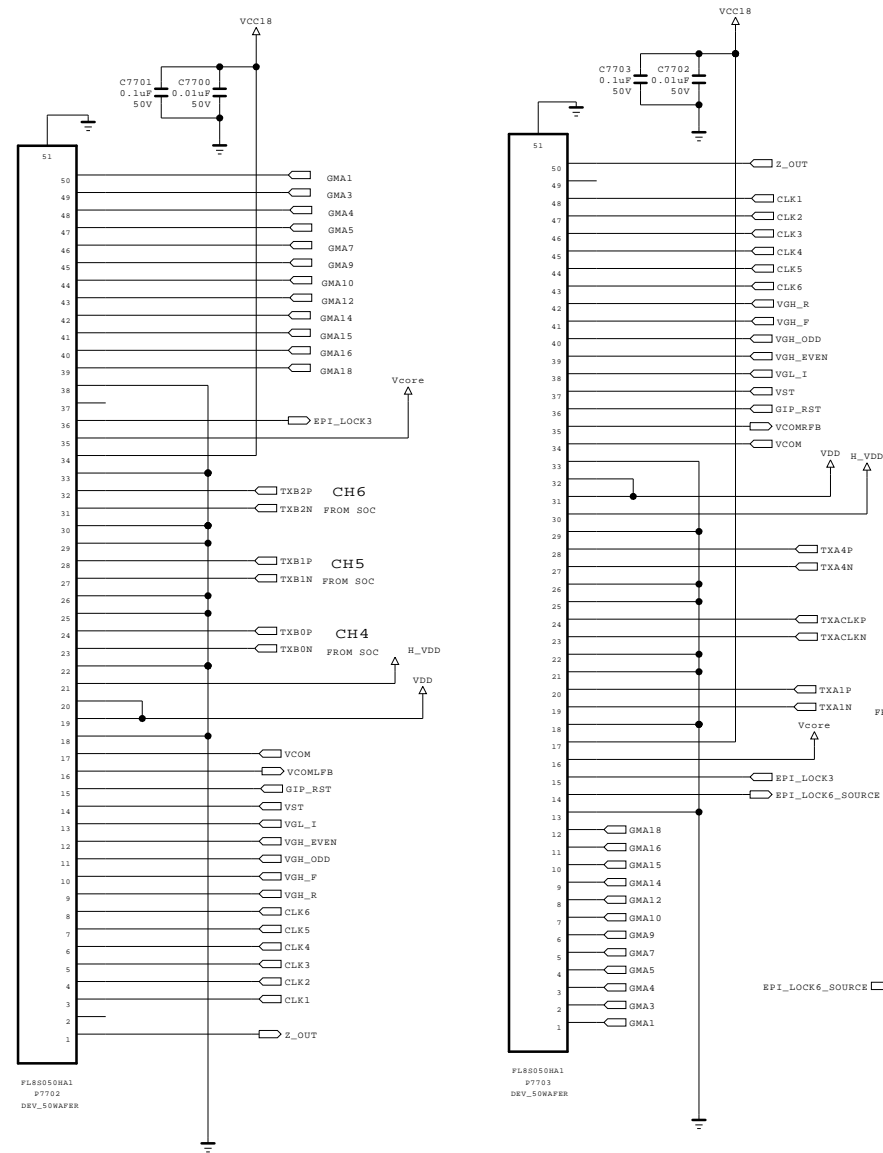 VCC18
C7701
0.1uF
50V
C7700
0.01uF
50V
51
50 GMA1
49 GMA3
48 GMA4
47 GMA5
46 GMA7
45 GMA9
44 GMA10
43 GMA12
42 GMA14
41 GMA15
40 GMA16
39 GMA18
38
Vcore
37
36 EPI_LOCK3
35
34
33
32 TXB2P CH6
31 TXB2N FROM SOC
30
29
28 TXB1P CH5
27 TXB1N FROM SOC
26
25
24 TXB0P CH4
23 TXB0N FROM SOC
22
H_VDD
21
VDD
20
19
18
17 VCOM
16 VCOMLFB
15 GIP_RST
14 VST
13 VGL_I
12 VGH_EVEN
11 VGH_ODD
10 VGH_F
9 VGH_R
8 CLK6
7 CLK5
6 CLK4
5 CLK3
4 CLK2
3 CLK1
2
1 Z_OUT
FL8S050HA1
P7702
DEV_50WAFER
VCC18
C7703
0.1uF
50V
C7702
0.01uF
50V
51
50 Z_OUT
49
48 CLK1
47 CLK2
46 CLK3
45 CLK4
44 CLK5
43 CLK6
42 VGH_R
41 VGH_F
40 VGH_ODD
39 VGH_EVEN
38 VGL_I
37 VST
36 GIP_RST
35 VCOMRFB
34 VCOM
33
VDD H_VDD
32
31
30
29
28 TXA4P
27 TXA4N
26
25
24 TXACLKP
23 TXACLKN
22
21
20 TXA1P
19 TXA1N
18
Vcore
17
16
15 EPI_LOCK3
14 EPI_LOCK6_SOURCE
13
12 GMA18
11 GMA16
10 GMA15
9 GMA14
8 GMA12
7 GMA10
6 GMA9
5 GMA7
4 GMA5
3 GMA4
2 GMA3
1 GMA1
EPI_LOCK6_SOURCE
FL8S050HA1
P7703
DEV_50WAFER